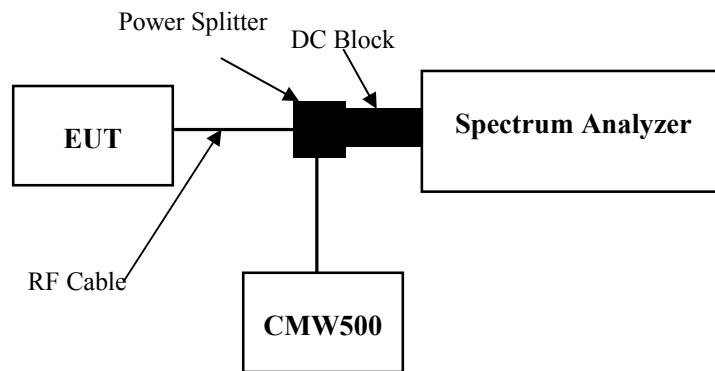 Power Splitter
DC Block
EUT
Spectrum Analyzer
RF Cable
CMW500